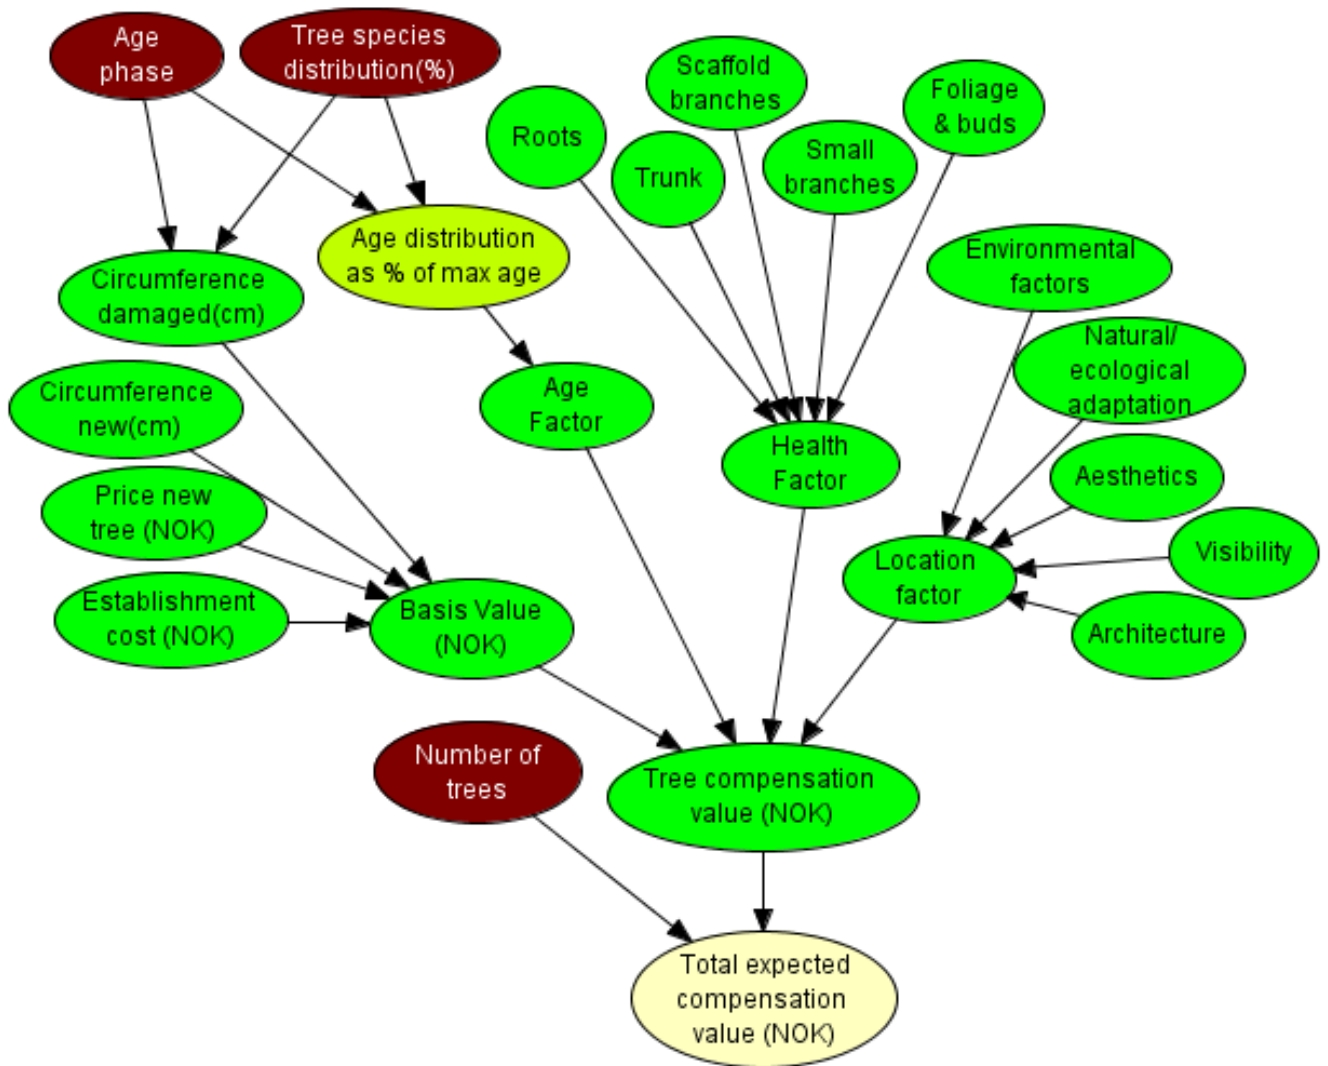 Age
phase
Tree species
distribution(%)
Scaffold
branches
Foliage
& buds
Roots
Trunk
Small
branches
Age distribution
as % of max age
Environmental
factors
Circumference
damaged(cm)
Natural/
ecological
adaptation
Circumference
new(cm)
Age
Factor
Health
Factor
Aesthetics
Price new
tree (NOK)
Visibility
Location
factor
Establishment
cost (NOK)
Basis Value
(NOK)
Architecture
Number of
trees
Tree compensation
value (NOK)
Total expected
compensation
value (NOK)